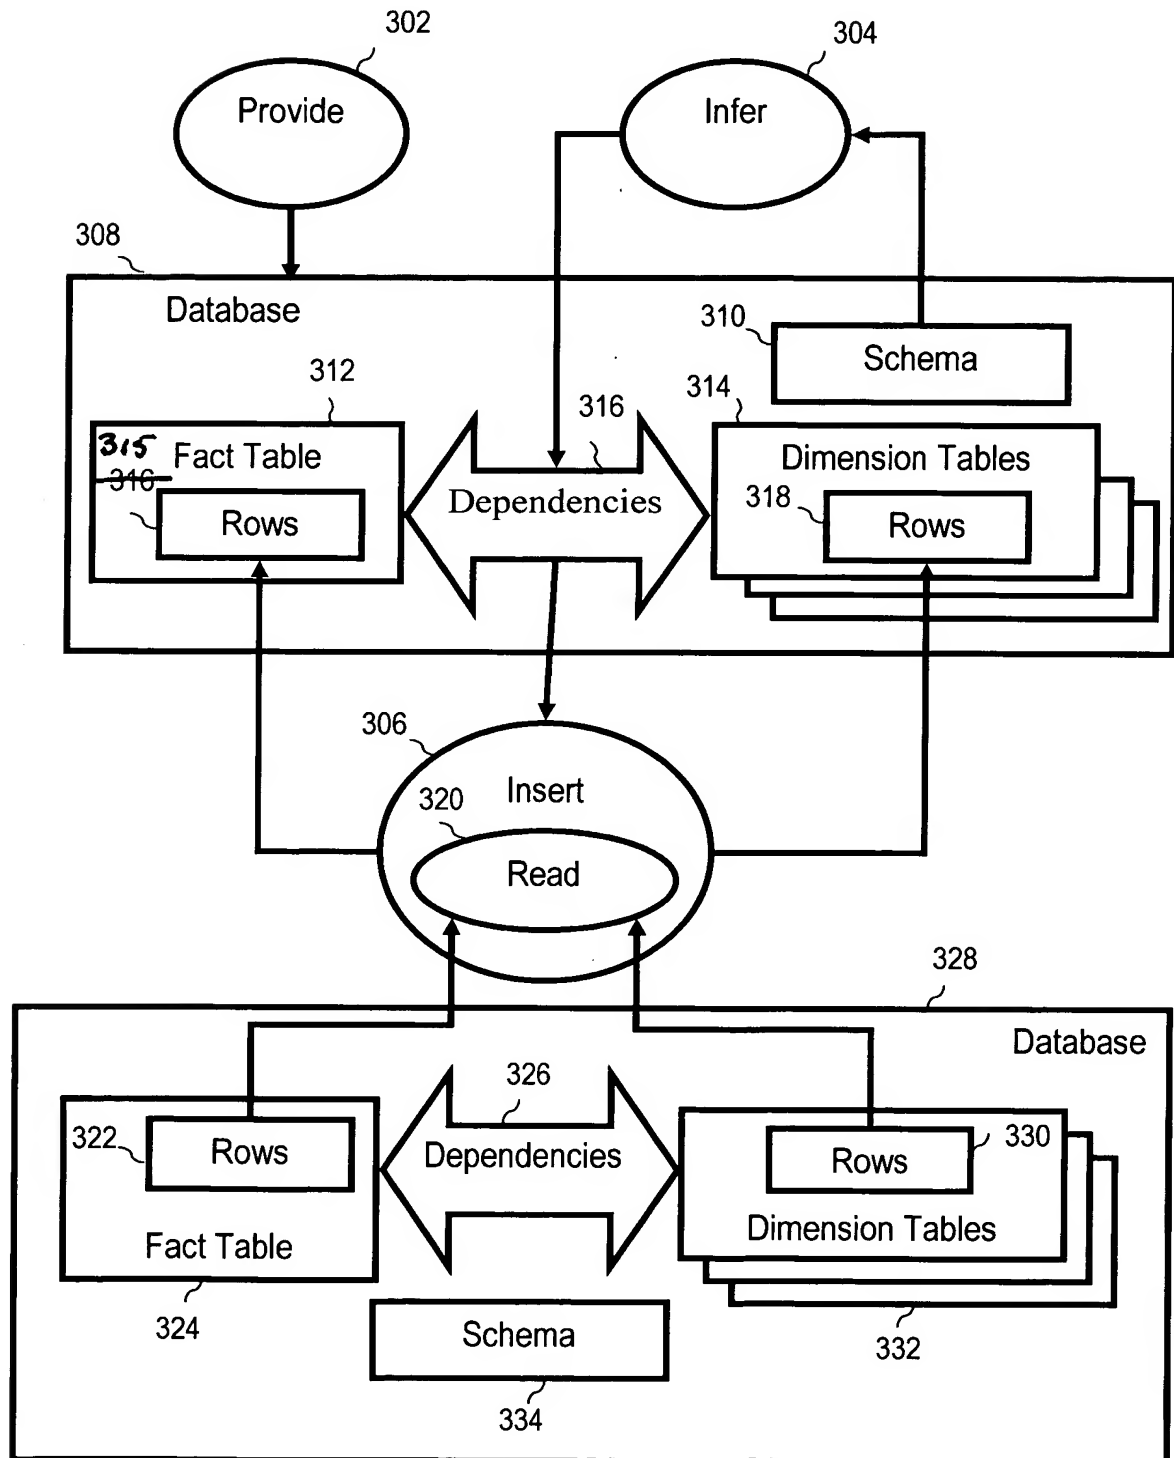 302
304
Provide
Infer
308
Database
310
Schema
312
316
314
315
Fact Table
316
Rows
Dependencies
Dimension Tables
318
Rows
306
Insert
320
Read
328
Database
326
322
Rows
Dependencies
Rows
330
Fact Table
Dimension Tables
324
Schema
332
334